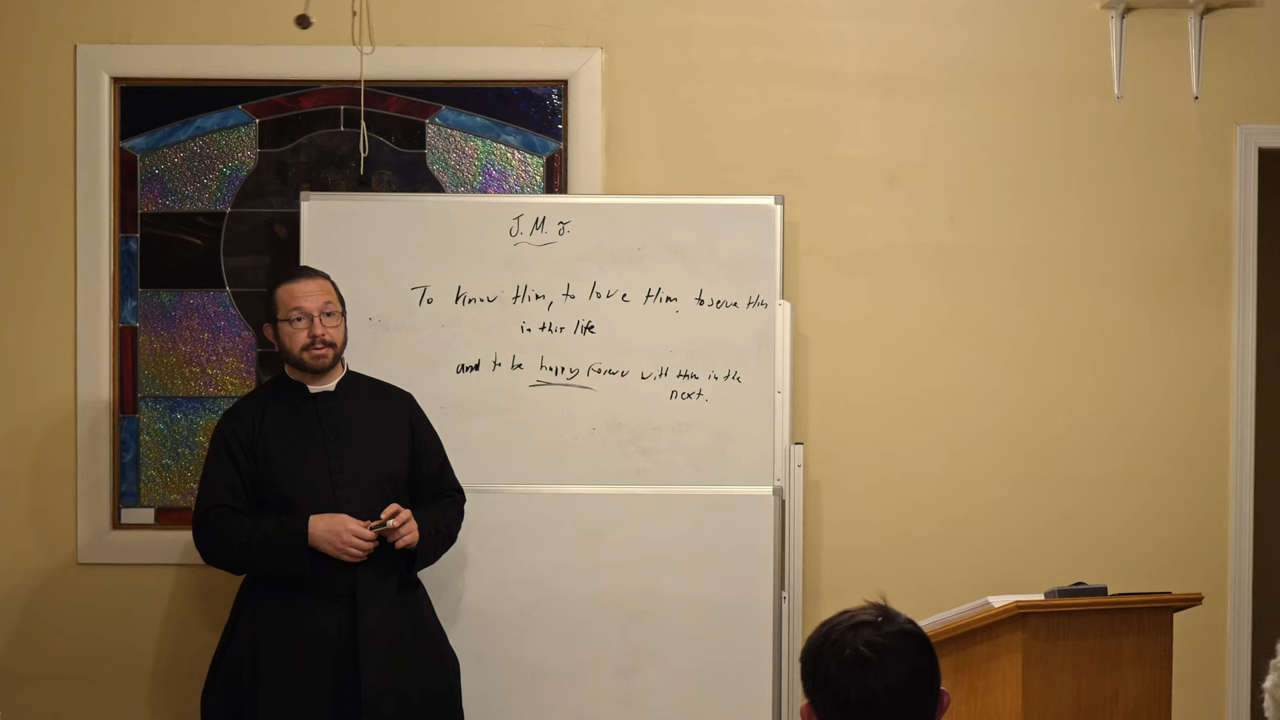 J. M. J.
To know Him, to love Him, to serve Him
in this life
and to be happy forever with Him in the
next.